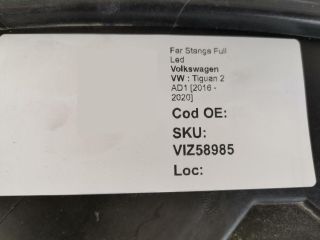 Far Stanga Full
Led
Volkswagen
VW : Tiguan 2
AD1 [2016 -
2020]
Cod OE:
SKU:
VIZ58985
Loc: